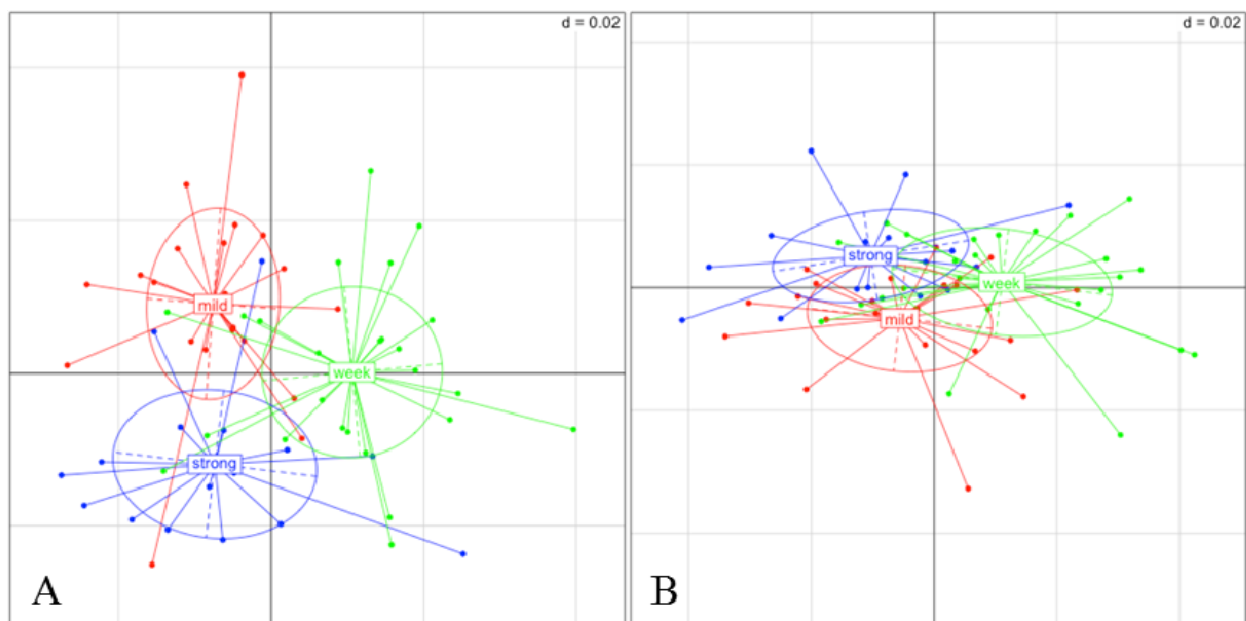 d = 0.02
mild
week
strong
A
d = 0.02
strong
week
mild
B